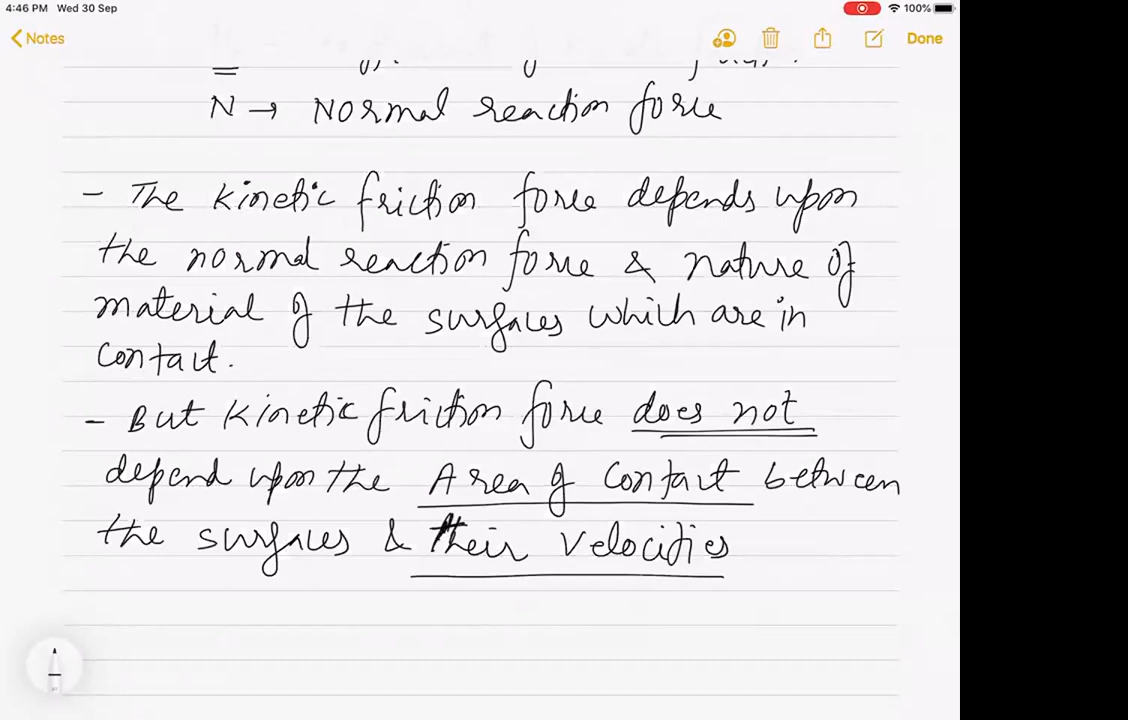 4:46 PM Wed 30 Sep
100%
Notes
Done
N → Normal reaction force
- The kinetic friction force depends upon
the normal reaction force & nature of
material of the surfaces which are in
contact.
- But kinetic friction force does not
depend upon the Area of contact between
the surfaces & their velocities